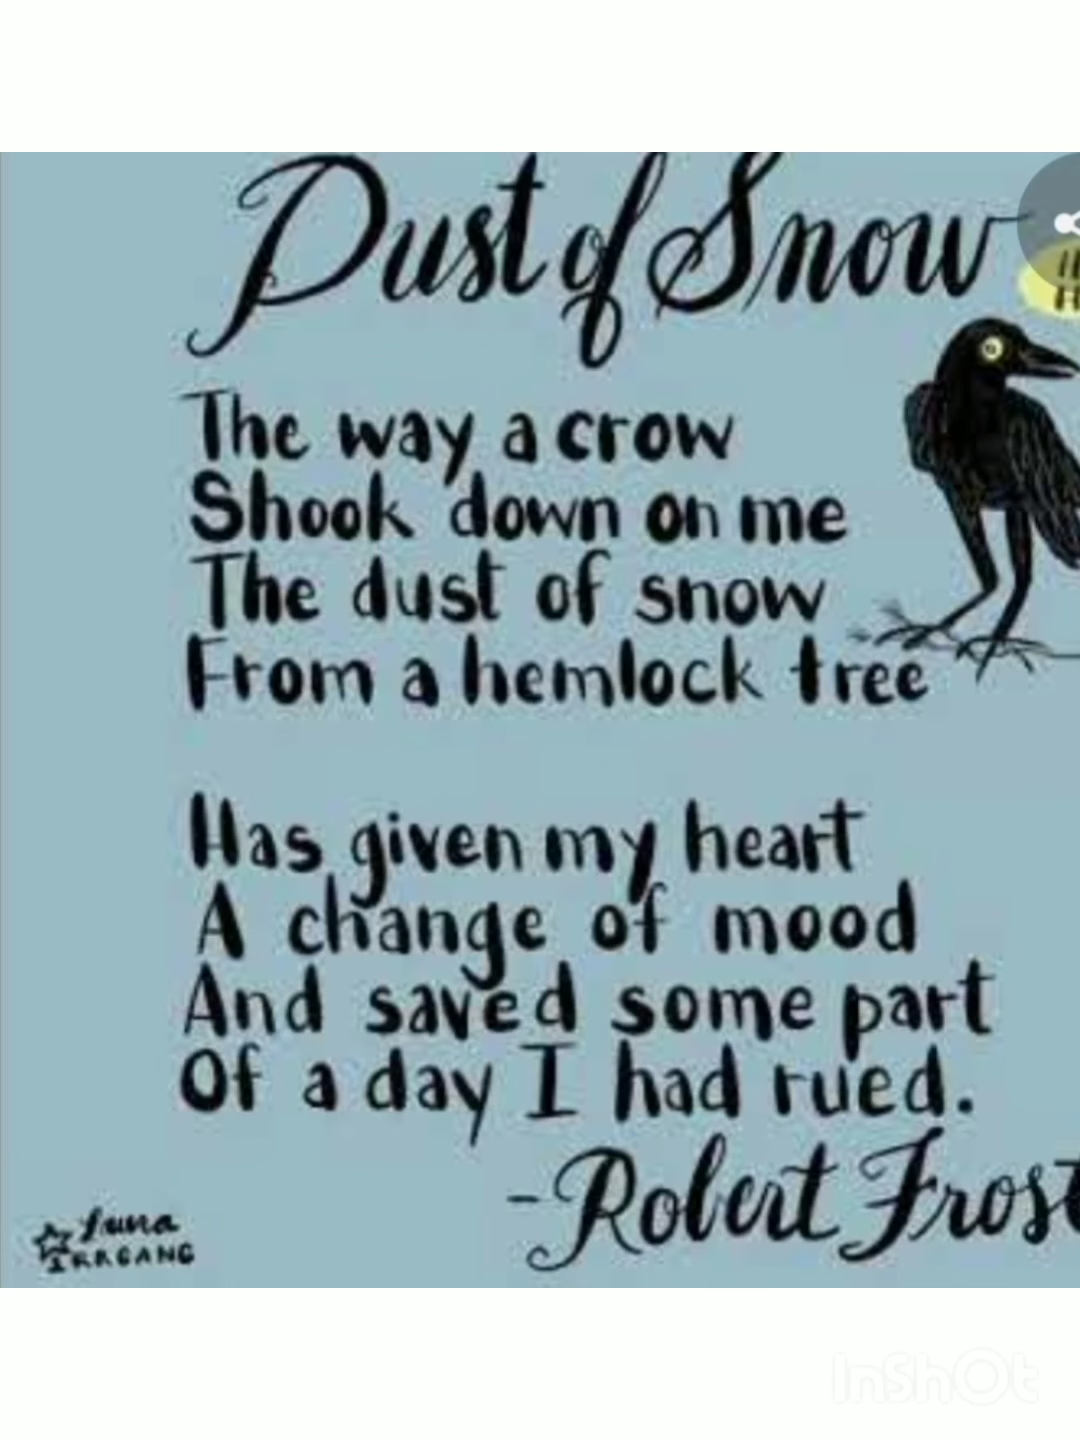 Dust of Snow
The way a crow
Shook down on me
The dust of snow
From a hemlock tree
Has given my heart
A change of mood
And saved some part
Of a day I had rued.
-Robert Frost
IRRGANG
InShOt